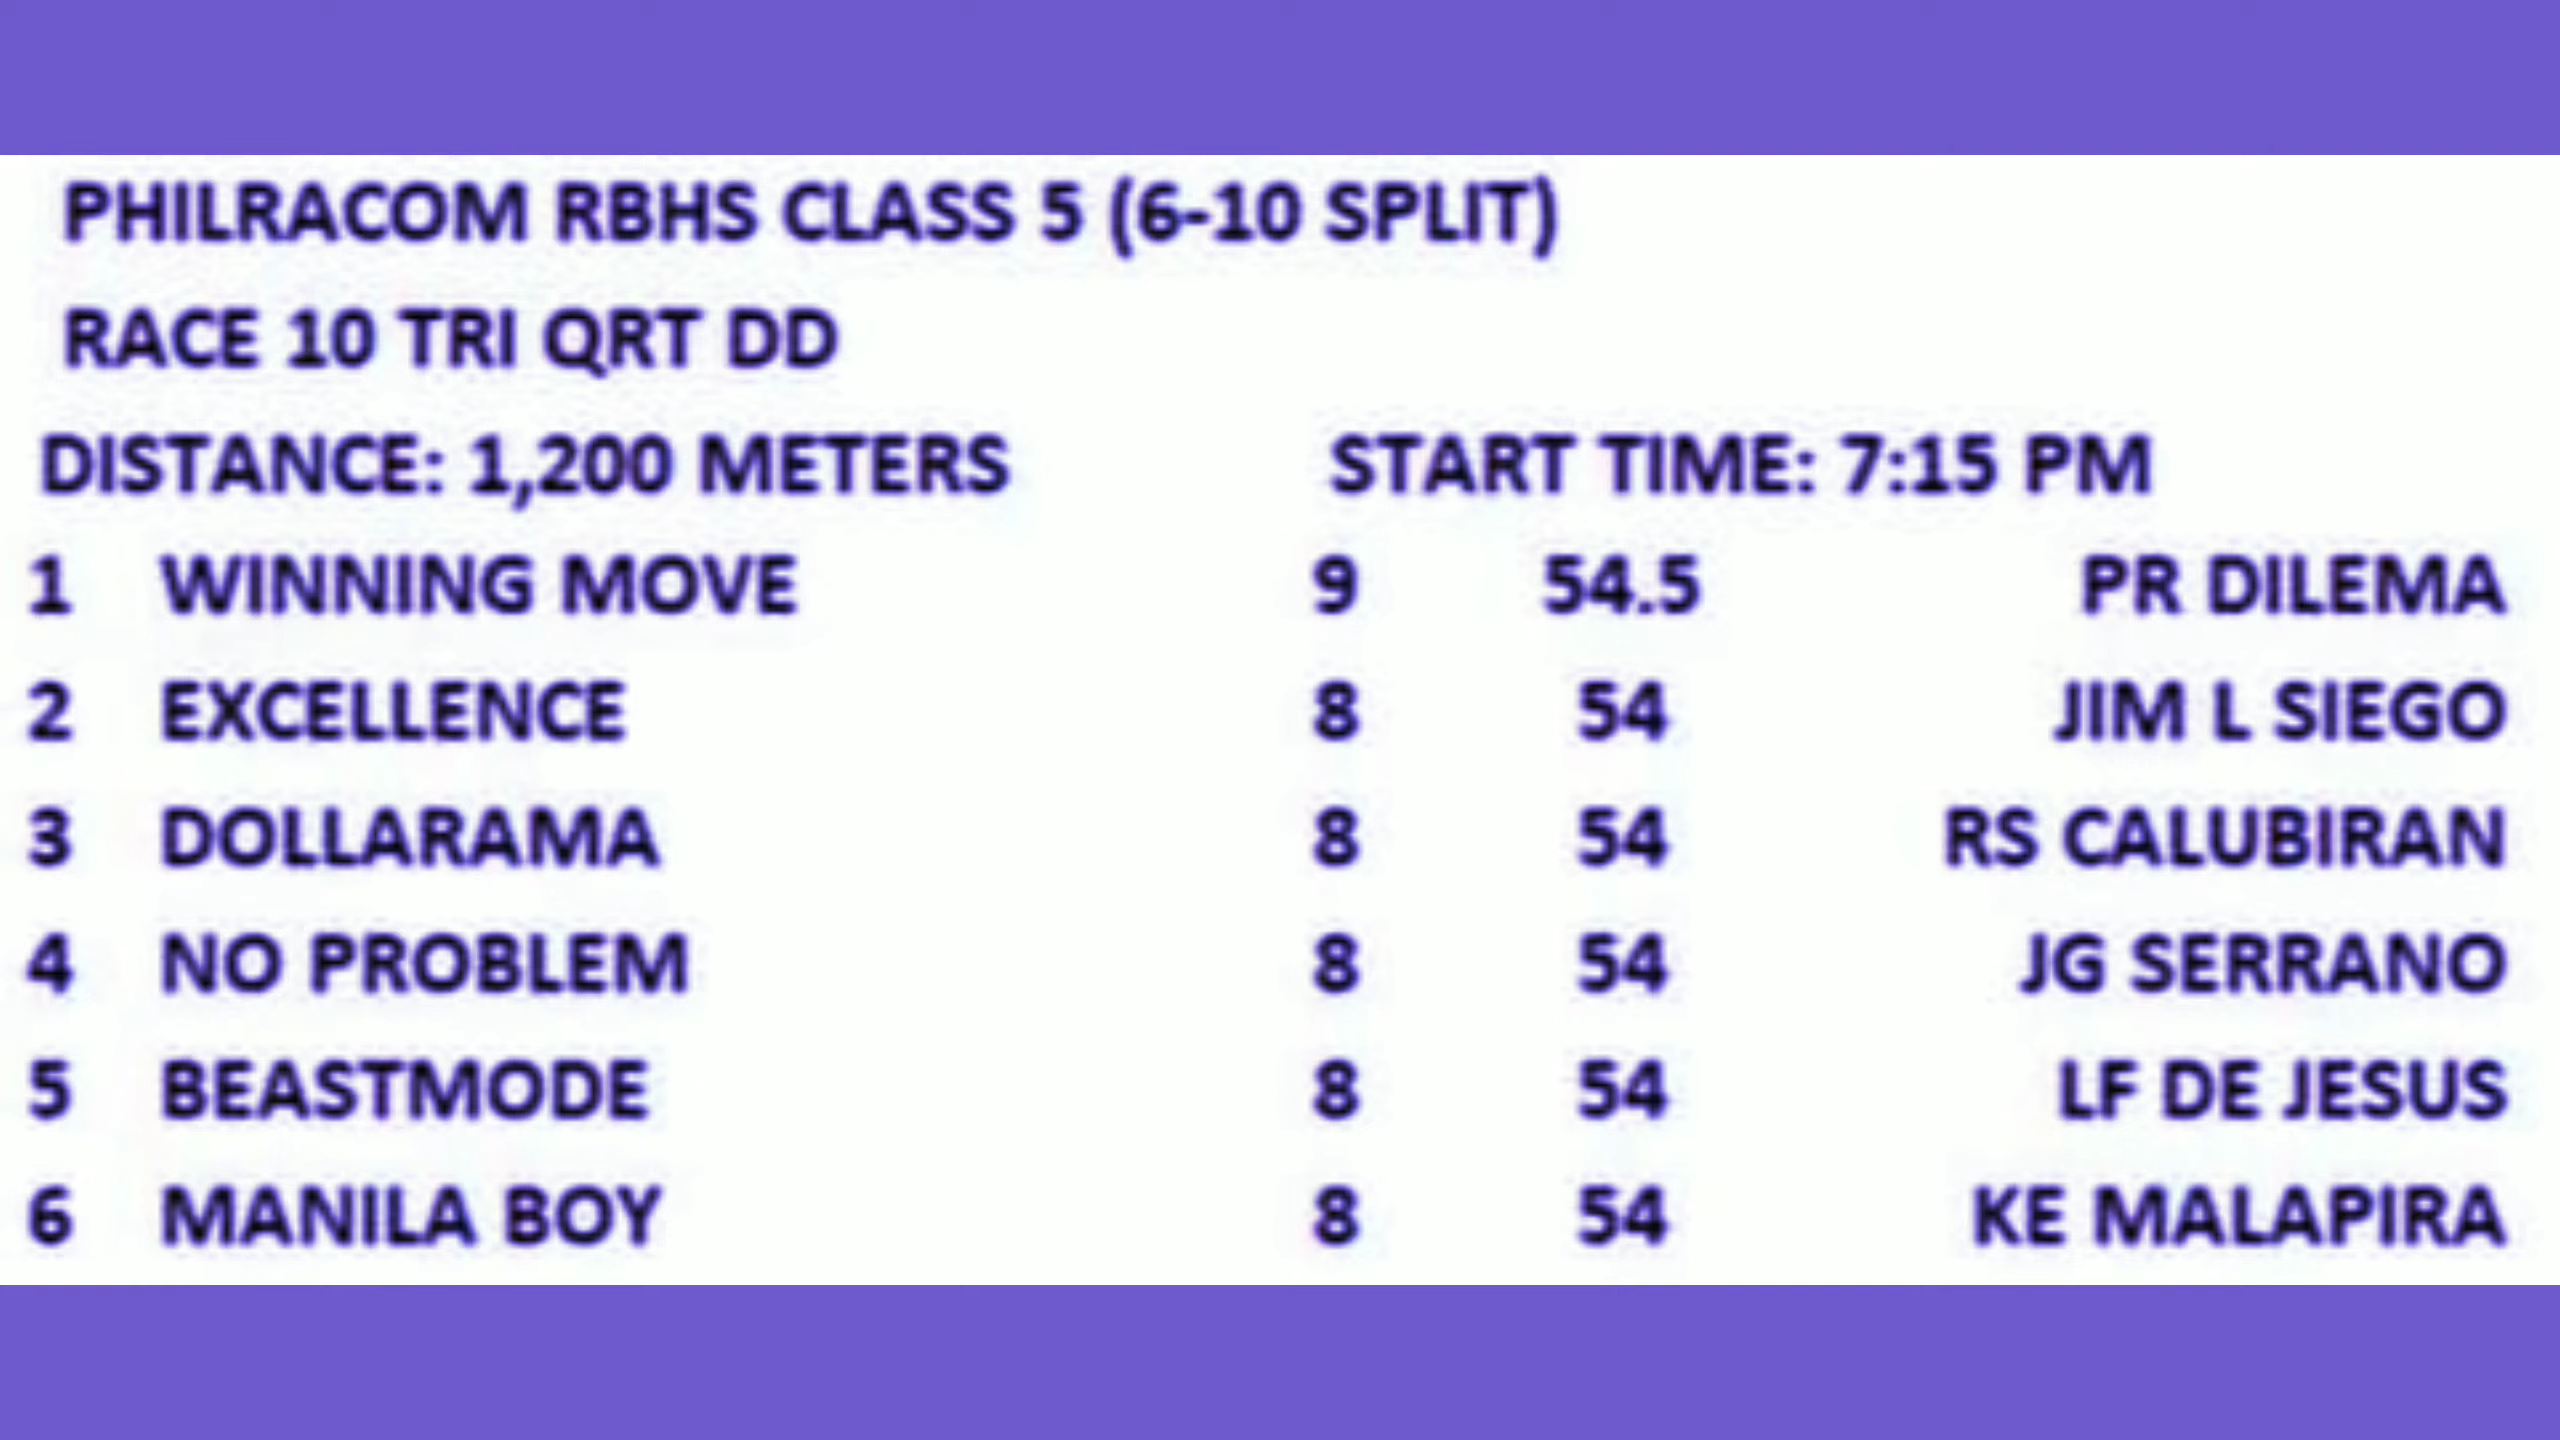 PHILRACOM RBHS CLASS 5 (6-10 SPLIT)
RACE 10 TRI QRT DD
DISTANCE: 1,200 METERS START TIME: 7:15 PM
1 WINNING MOVE 9 54.5 PR DILEMA
2 EXCELLENCE 8 54 JIM L SIEGO
3 DOLLARAMA 8 54 RS CALUBIRAN
4 NO PROBLEM 8 54 JG SERRANO
5 BEASTMODE 8 54 LF DE JESUS
6 MANILA BOY 8 54 KE MALAPIRA